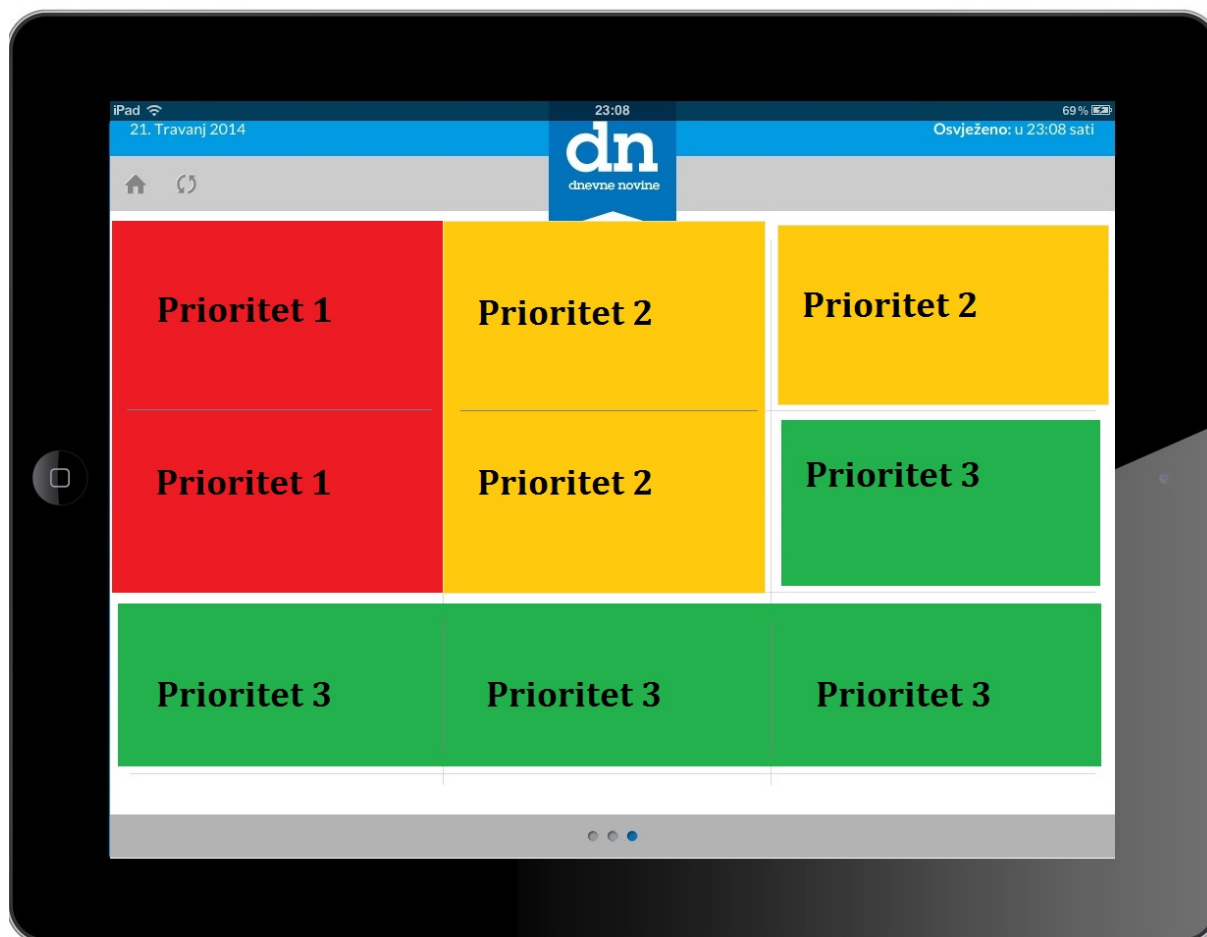 iPad 23:08 69%
21. Travanj 2014 Osvježeno: u 23:08 sati
dn
dnevne novine
Prioritet 1 Prioritet 2 Prioritet 2
Prioritet 1 Prioritet 2 Prioritet 3
Prioritet 3 Prioritet 3 Prioritet 3